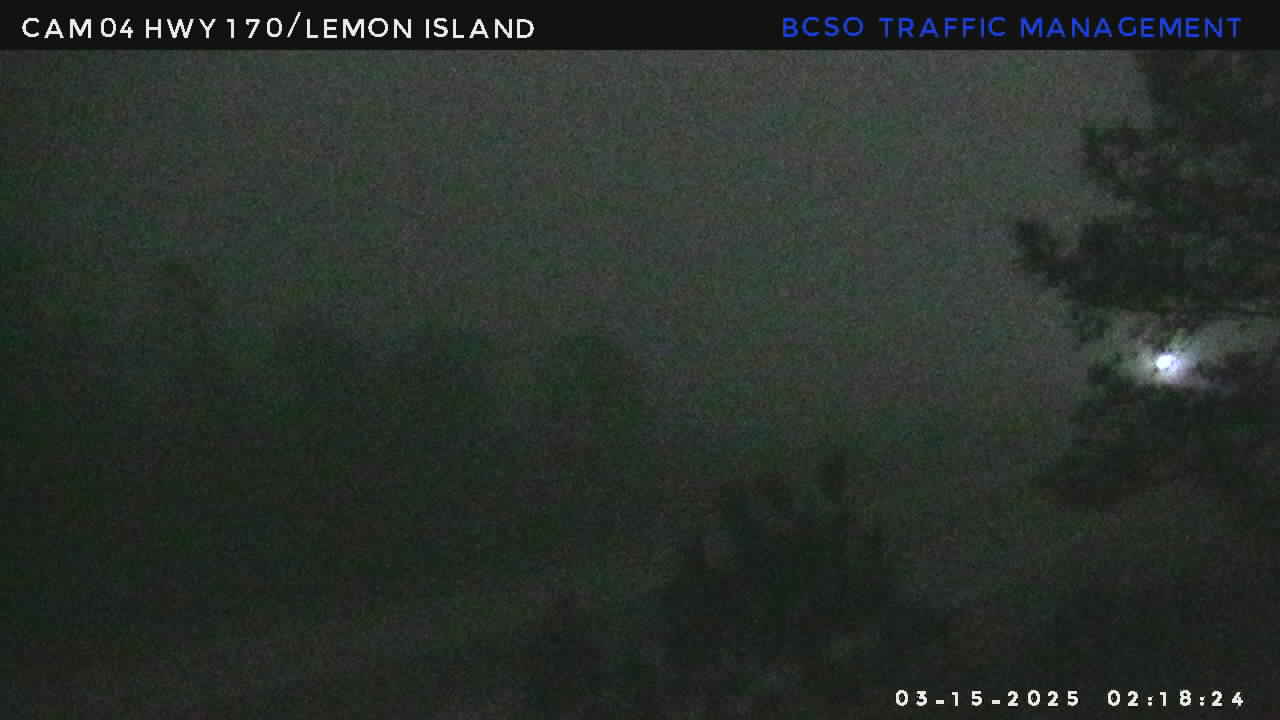 CAM04 HWY 170/LEMON ISLAND
BCSO TRAFFIC MANAGEMENT
03-15-2025 02:18:24